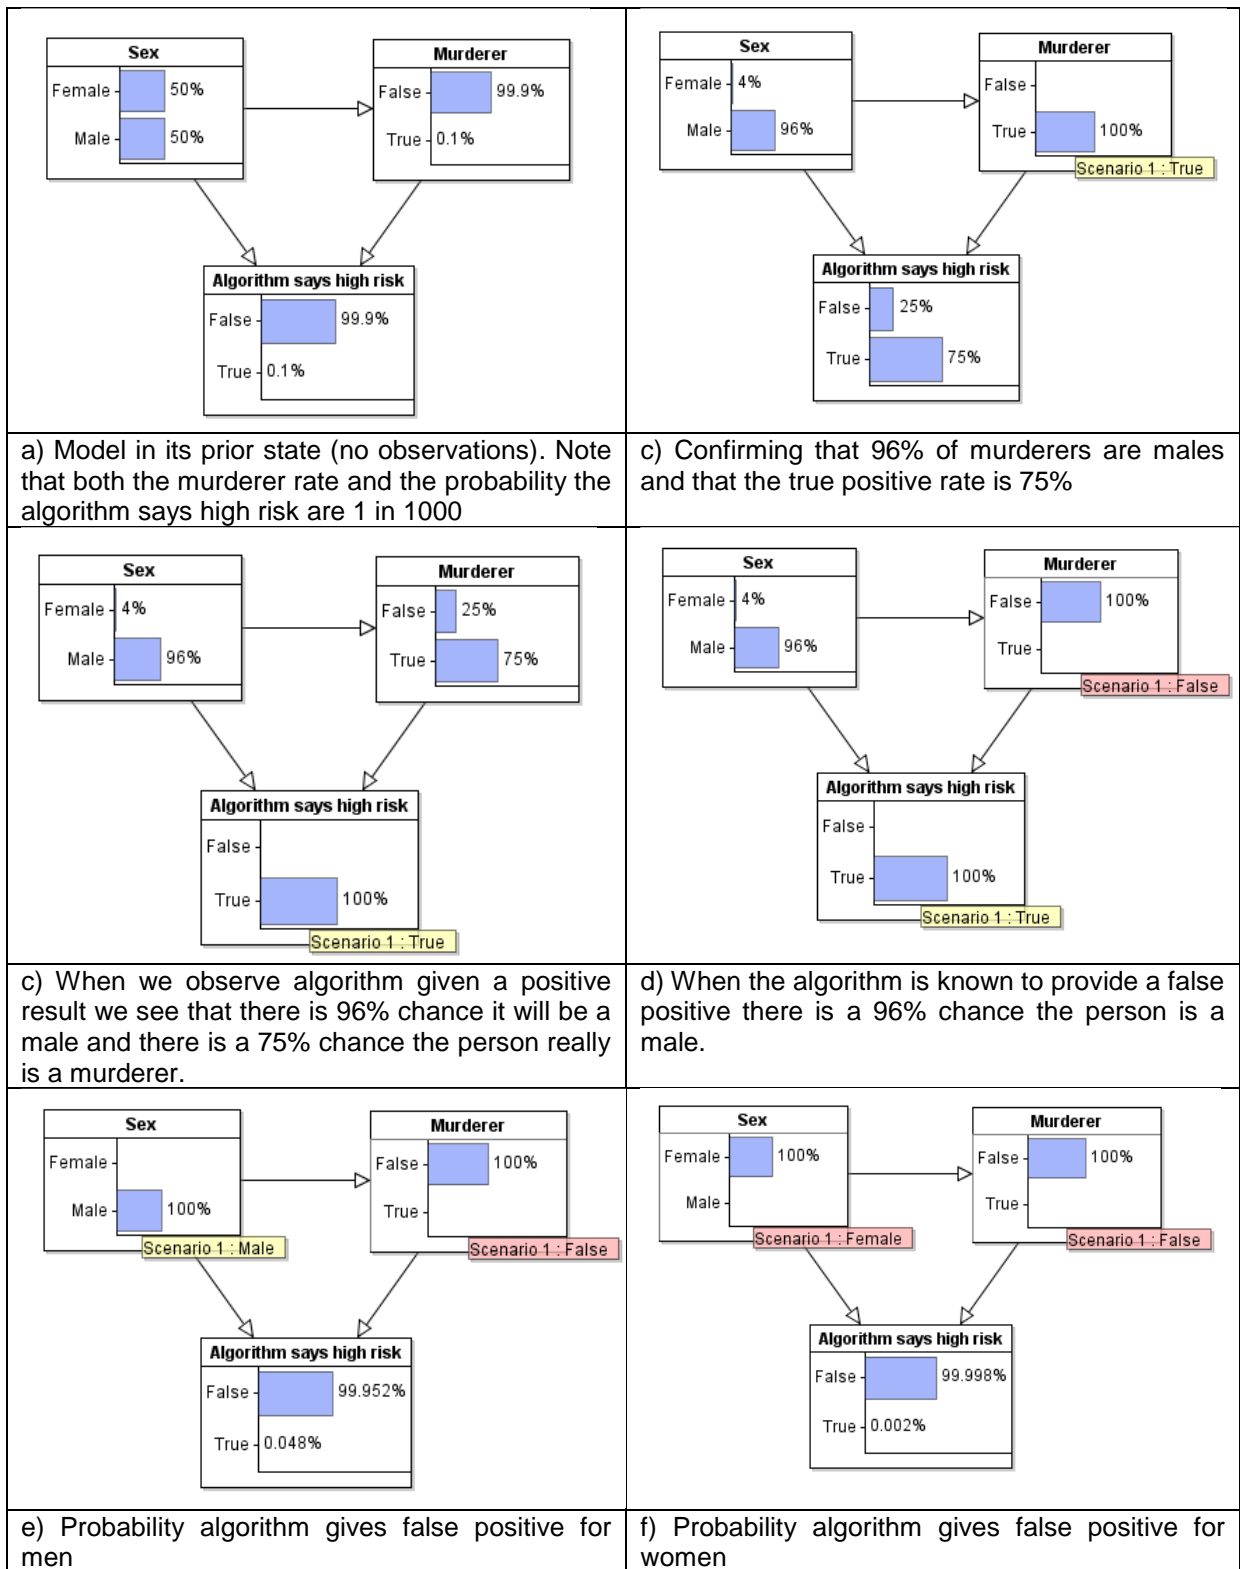 Sex
Female
50%
Male
50%
Murderer
False
99.9%
True
0.1%
Algorithm says high risk
False
99.9%
True
0.1%
a) Model in its prior state (no observations). Note
that both the murderer rate and the probability the
algorithm says high risk are 1 in 1000
Sex
Female
4%
Male
96%
Murderer
False
True
100%
Scenario 1 : True
Algorithm says high risk
False
25%
True
75%
c) Confirming that 96% of murderers are males
and that the true positive rate is 75%
Sex
Female
4%
Male
96%
Murderer
False
25%
True
75%
Algorithm says high risk
False
True
100%
Scenario 1 : True
c) When we observe algorithm given a positive
result we see that there is 96% chance it will be a
male and there is a 75% chance the person really
is a murderer.
Sex
Female
4%
Male
96%
Murderer
False
100%
True
Scenario 1 : False
Algorithm says high risk
False
True
100%
Scenario 1 : True
d) When the algorithm is known to provide a false
positive there is a 96% chance the person is a
male.
Sex
Female
Male
100%
Scenario 1 : Male
Murderer
False
100%
True
Scenario 1 : False
Algorithm says high risk
False
99.952%
True
0.048%
e) Probability algorithm gives false positive for
men
Sex
Female
100%
Male
Scenario 1 : Female
Murderer
False
100%
True
Scenario 1 : False
Algorithm says high risk
False
99.998%
True
0.002%
f) Probability algorithm gives false positive for
women